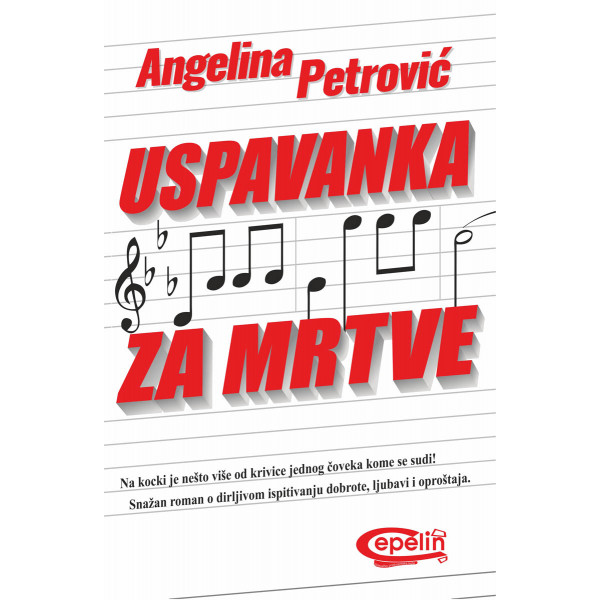 Angelina Petrović
USPAVANKA
ZA MRTVE
Na kocki je nešto više od krivice jednog čoveka kome se sudi!
Snažan roman o dirljivom ispitivanju dobrote, ljubavi i oproštaja.
Cepelin